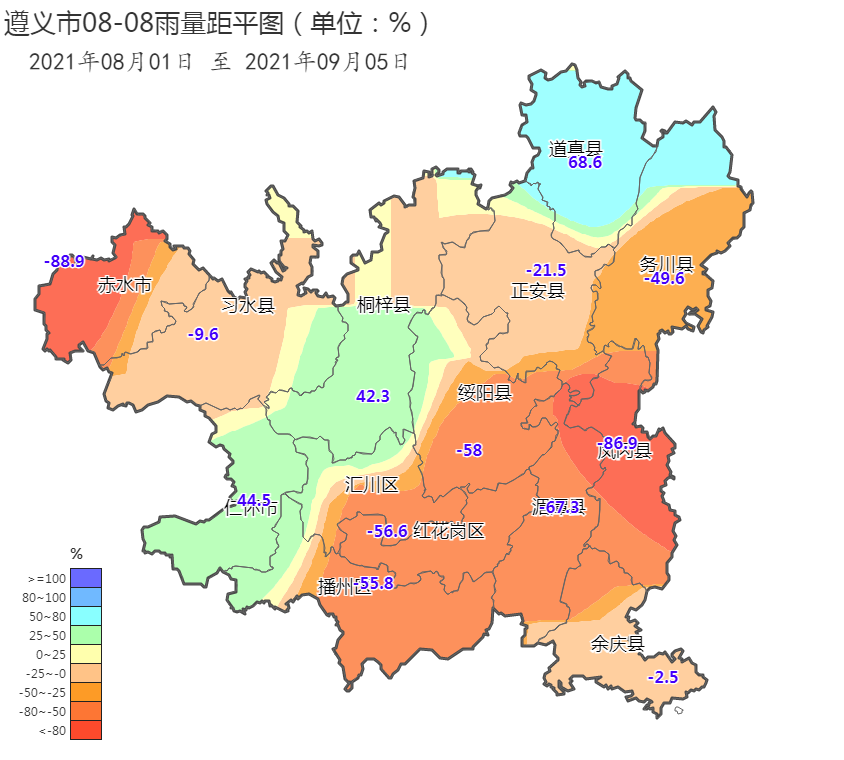 遵义市08-08雨量距平图（单位：%）
2021年08月01日 至 2021年09月05日
道真县
68.6
务川县
-49.6
-21.5
正安县
-88.9
赤水市
习水县
-9.6
桐梓县
42.3
绥阳县
-58
-86.9
凤冈县
汇川区
44.5
仁怀市
67.3
-56.6
红花岗区
播州区
-55.8
余庆县
-2.5
%
>=100
80~100
50~80
25~50
0~25
-25~-0
-50~-25
-80~-50
<-80